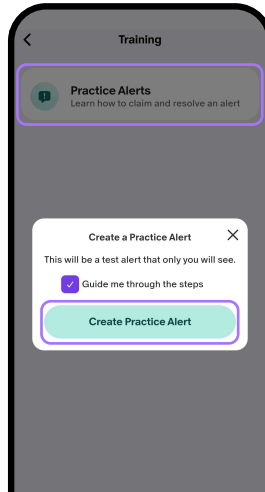 Training
Practice Alerts
Learn how to claim and resolve an alert
Create a Practice Alert
This will be a test alert that only you will see.
Guide me through the steps
Create Practice Alert